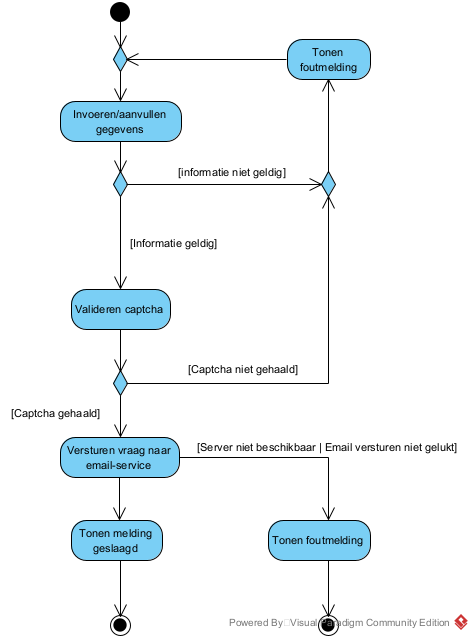 Tonen
foutmelding
Invoeren/aanvullen
gegevens
[informatie niet geldig]
[Informatie geldig]
Valideren captcha
[Captcha niet gehaald]
[Captcha gehaald]
Versturen vraag naar
email-service
[Server niet beschikbaar | Email versturen niet gelukt]
Tonen melding
geslaagd
Tonen foutmelding
Powered By Visual Paradigm Community Edition